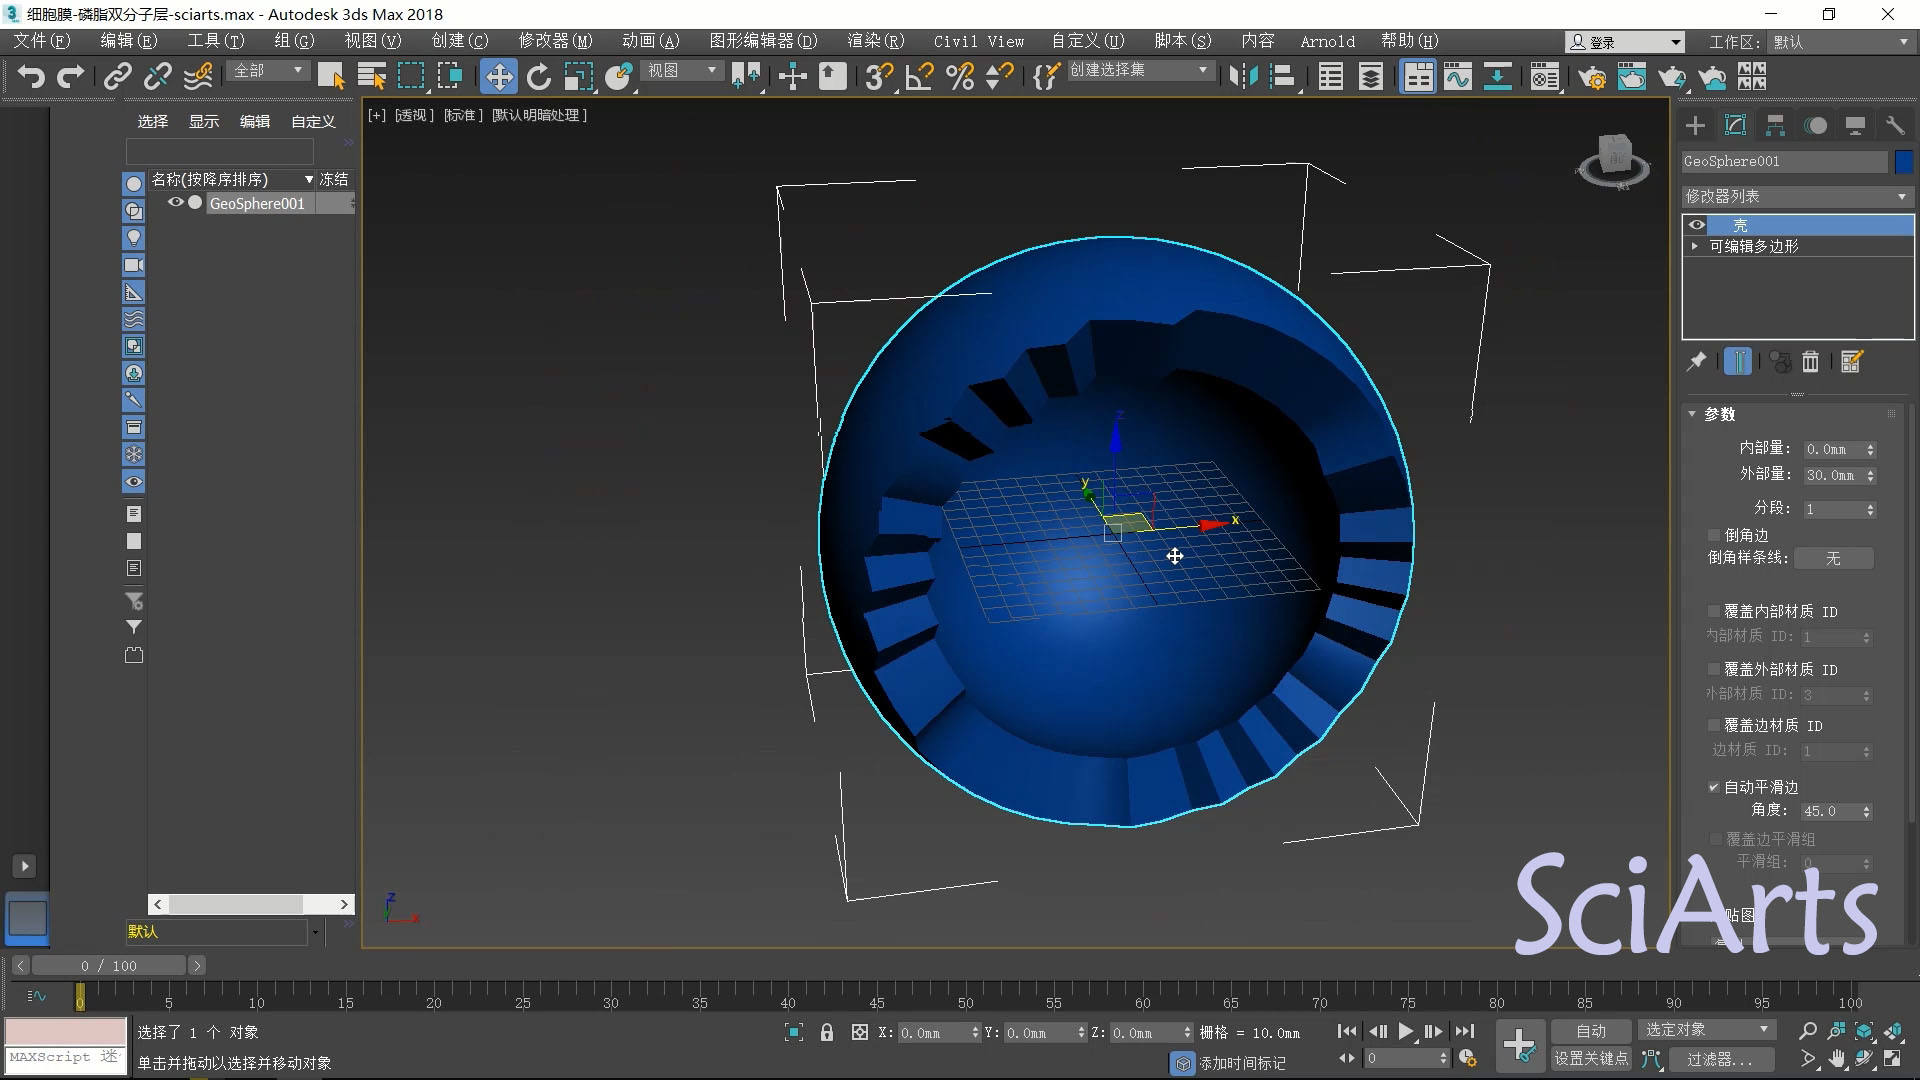 细胞膜-磷脂双分子层-sciarts.max - Autodesk 3ds Max 2018
文件(F) 编辑(E) 工具(T) 组(G) 视图(V) 创建(C) 修改器(M) 动画(A) 图形编辑器(D) 渲染(R) Civil View 自定义(U) 脚本(S) 内容 Arnold 帮助(H) 登录 工作区: 默认
全部 视图 创建选择集
选择 显示 编辑 自定义
[+] [透视] [标准] [默认明暗处理]
名称(按降序排序) 冻结
GeoSphere001
GeoSphere001
修改器列表
壳
可编辑多边形
参数
内部量: 0.0mm
外部量: 30.0mm
分段: 1
倒角边
倒角样条线: 无
覆盖内部材质 ID
内部材质 ID: 1
覆盖外部材质 ID
外部材质 ID: 3
覆盖边材质 ID
边材质 ID: 1
自动平滑边
角度: 45.0
覆盖边平滑组
平滑组: 0
贴图
SciArts
z
y
x
z
x
默认
0 / 100
0 5 10 15 20 25 30 35 40 45 50 55 60 65 70 75 80 85 90 95 100
选择了 1 个 对象
X: 0.0mm Y: 0.0mm Z: 0.0mm 栅格 = 10.0mm
自动 选定对象
MAXScript 迷
单击并拖动以选择并移动对象
添加时间标记
0
设置关键点 过滤器...